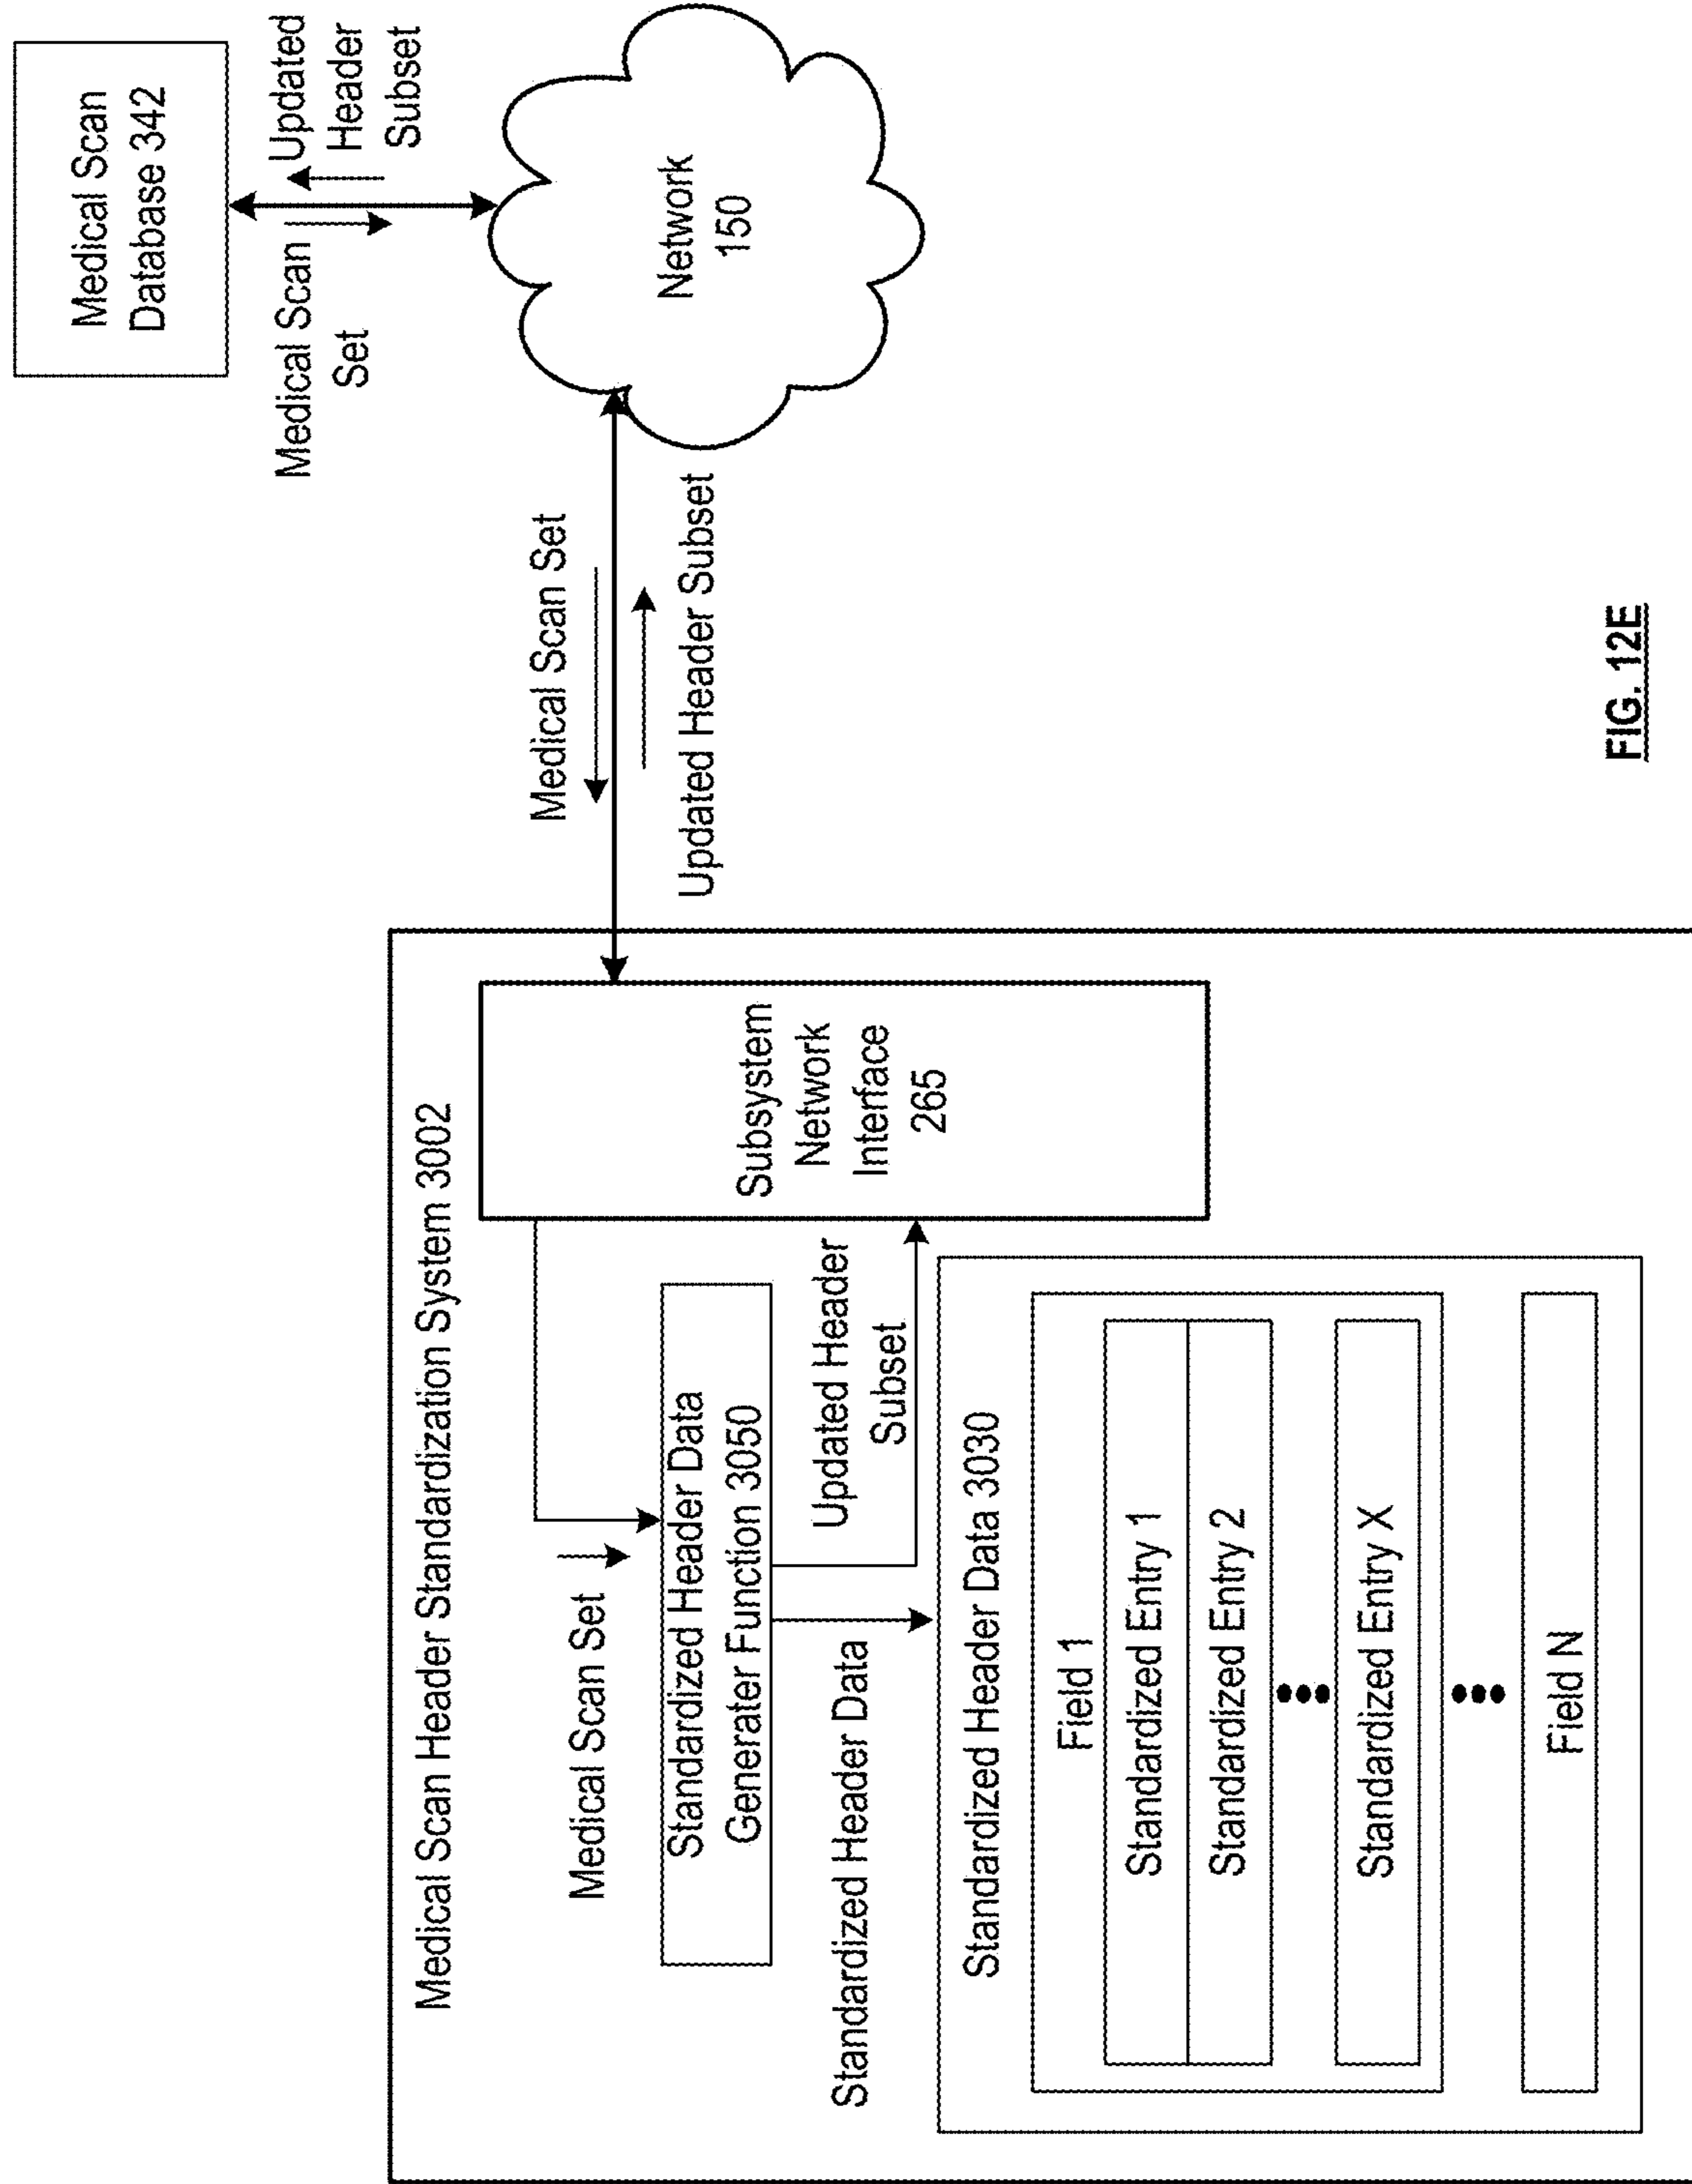 Medical Scan Header Standardization System 3002
Medical Scan Set
Standardized Header Data
Generater Function 3050
Standardized Header Data
Updated Header
Subset
Standardized Header Data 3030
Field 1
Standardized Entry 1
Standardized Entry 2
Standardized Entry X
Field N
Subsystem
Network
Interface
265
Medical Scan Set
Updated Header Subset
Medical Scan
Database 342
Medical Scan
Set
Updated
Header
Subset
Network
150
FIG. 12E